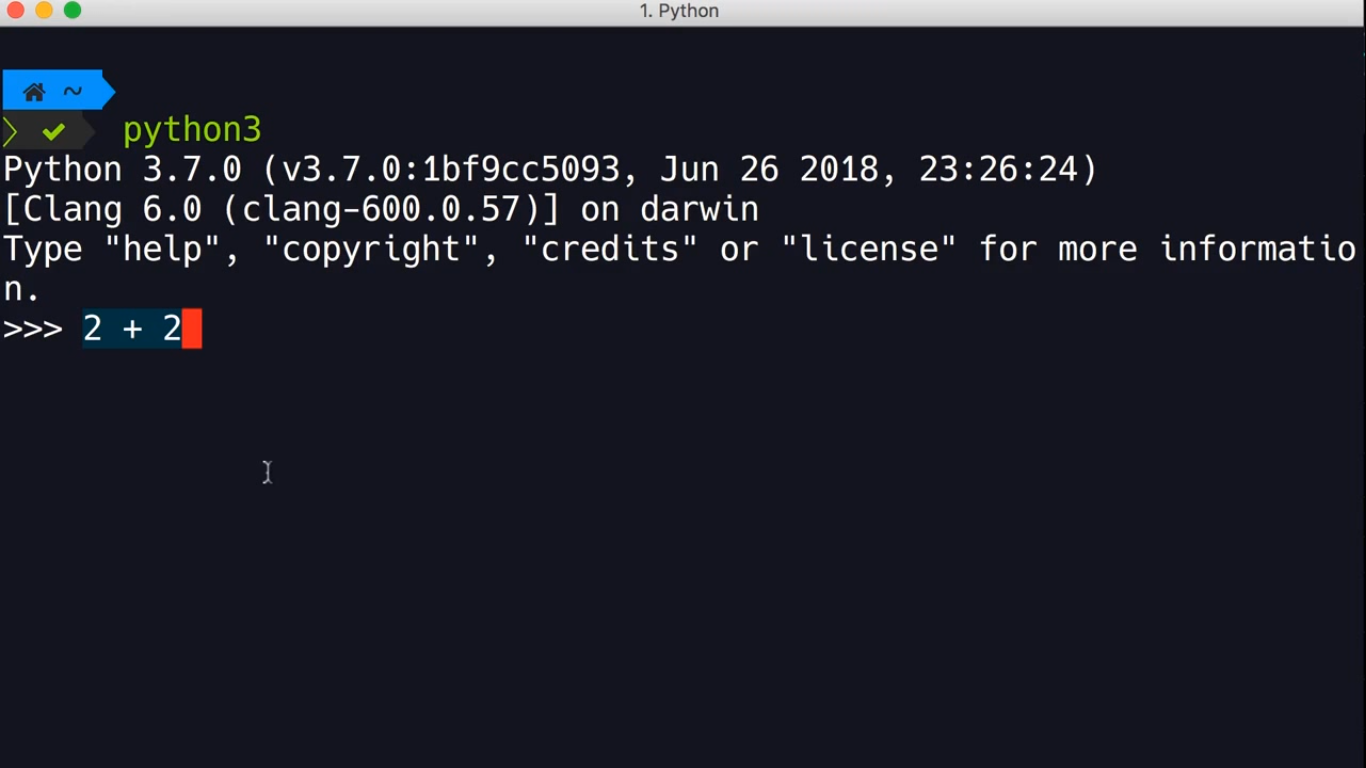 1. Python
~
python3
Python 3.7.0 (v3.7.0:1bf9cc5093, Jun 26 2018, 23:26:24)
[Clang 6.0 (clang-600.0.57)] on darwin
Type "help", "copyright", "credits" or "license" for more informatio
n.
>>> 2 + 2